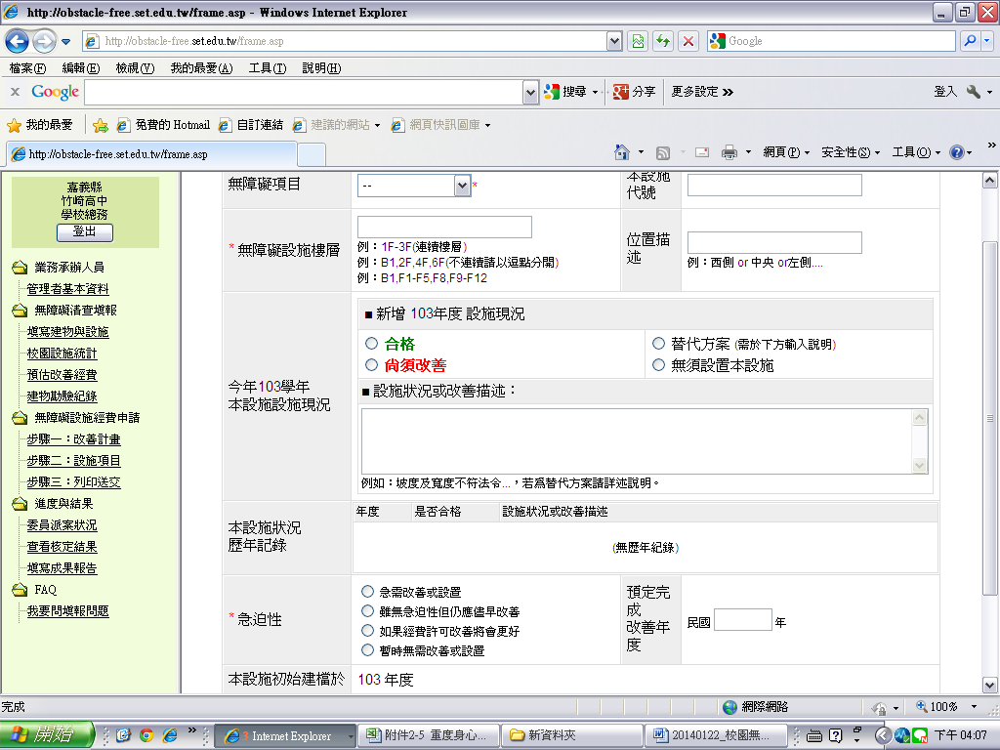 http://obstacle-free.set.edu.tw/frame.asp - Windows Internet Explorer
http://obstacle-free.set.edu.tw/frame.asp
Google
檔案(F) 編輯(E) 檢視(V) 我的最愛(A) 工具(T) 說明(H)
x Google 搜尋 分享 更多設定 >> 登入
我的最愛 免費的 Hotmail 自訂連結 建議的網站 網頁快訊圖庫
http://obstacle-free.set.edu.tw/frame.asp
網頁(P) 安全性(S) 工具(O) >>
嘉義縣
竹崎高中
學校總務
登出
業務承辦人員
管理者基本資料
無障礙清查填報
填寫建物與設施
校園設施統計
預估改善經費
建物勘驗紀錄
無障礙設施經費申請
步驟一：改善計畫
步驟二：設施項目
步驟三：列印送交
進度與結果
委員派案狀況
查看核定結果
填寫成果報告
FAQ
我要問填報問題
無障礙項目 -- *
本設施
代號
* 無障礙設施樓層
例：1F-3F(連續樓層)
例：B1,2F,4F,6F(不連續請以逗點分開)
例：B1,F1-F5,F8,F9-F12
位置描
述
例：西側 or 中央 or左側....
今年103學年
本設施設施現況
■ 新增 103年度 設施現況
合格
尚須改善
替代方案 (需於下方輸入說明)
無須設置本設施
■ 設施狀況或改善描述：
例如：坡度及寬度不符法令...，若為替代方案請詳述說明。
本設施狀況
歷年記錄
年度 是否合格 設施狀況或改善描述
(無歷年紀錄)
* 急迫性
急需改善或設置
雖無急迫性但仍應儘早改善
如果經費許可改善將會更好
暫時無需改善或設置
預定完
成
改善年
度
民國 年
本設施初始建檔於 103 年度
完成 網際網路 100%
開始 >> 3 Internet Explorer 附件2-5 重度身心... 新資料夾 20140122_校園無... 下午 04:07